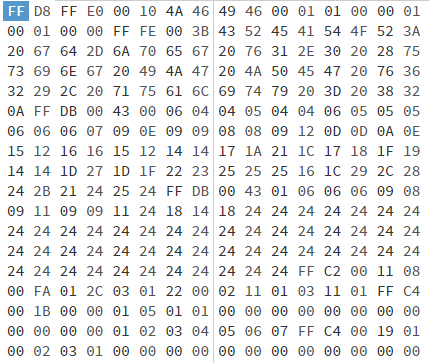 FF D8 FF E0 00 10 4A 46 49 46 00 01 01 00 00 01
00 01 00 00 FF FE 00 3B 43 52 45 41 54 4F 52 3A
20 67 64 2D 6A 70 65 67 20 76 31 2E 30 20 28 75
73 69 6E 67 20 49 4A 47 20 4A 50 45 47 20 76 36
32 29 2C 20 71 75 61 6C 69 74 79 20 3D 20 38 32
0A FF DB 00 43 00 06 04 04 05 04 04 06 05 05 05
06 06 06 07 09 0E 09 09 08 08 09 12 0D 0D 0A 0E
15 12 16 16 15 12 14 14 17 1A 21 1C 17 18 1F 19
14 14 1D 27 1D 1F 22 23 25 25 25 16 1C 29 2C 28
24 2B 21 24 25 24 FF DB 00 43 01 06 06 06 09 08
09 11 09 09 11 24 18 14 18 24 24 24 24 24 24 24
24 24 24 24 24 24 24 24 24 24 24 24 24 24 24 24
24 24 24 24 24 24 24 24 24 24 24 24 24 24 24 24
24 24 24 24 24 24 24 24 24 24 24 FF C2 00 11 08
00 FA 01 2C 03 01 22 00 02 11 01 03 11 01 FF C4
00 1B 00 00 01 05 01 01 00 00 00 00 00 00 00 00
00 00 00 00 01 02 03 04 05 06 07 FF C4 00 19 01
00 02 03 01 00 00 00 00 00 00 00 00 00 00 00 00